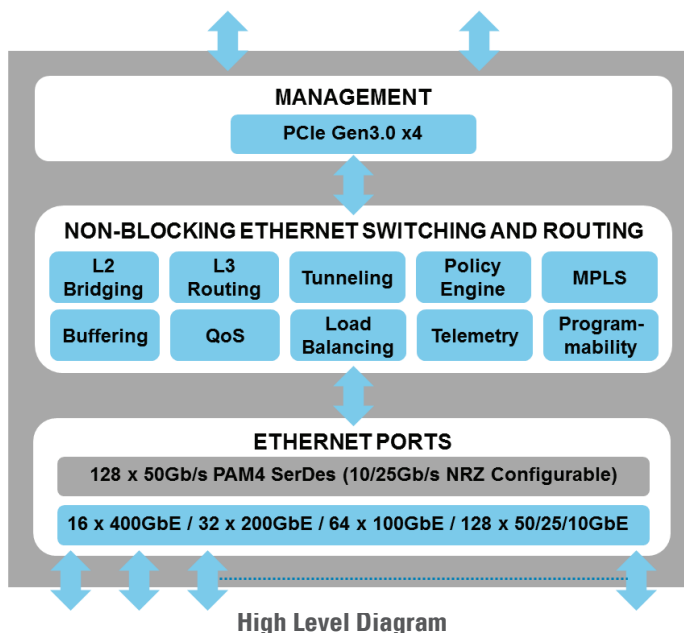 MANAGEMENT
PCIe Gen3.0 x4
NON-BLOCKING ETHERNET SWITCHING AND ROUTING
L2
Bridging
L3
Routing
Tunneling
Policy
Engine
MPLS
Buffering
QoS
Load
Balancing
Telemetry
Program-
mability
ETHERNET PORTS
128 x 50Gb/s PAM4 SerDes (10/25Gb/s NRZ Configurable)
16 x 400GbE / 32 x 200GbE / 64 x 100GbE / 128 x 50/25/10GbE
High Level Diagram